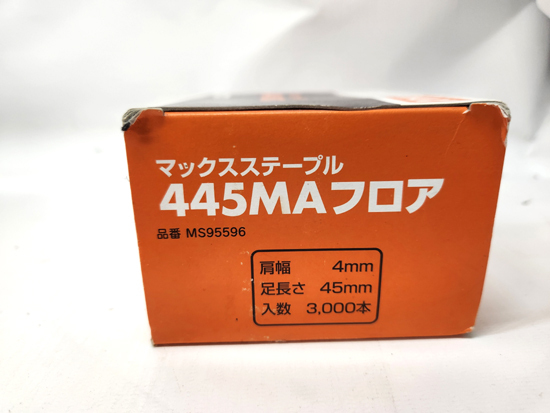 マックスステープル
445MAフロア
品番 MS95596
肩幅 4mm
足長さ 45mm
入数 3,000本